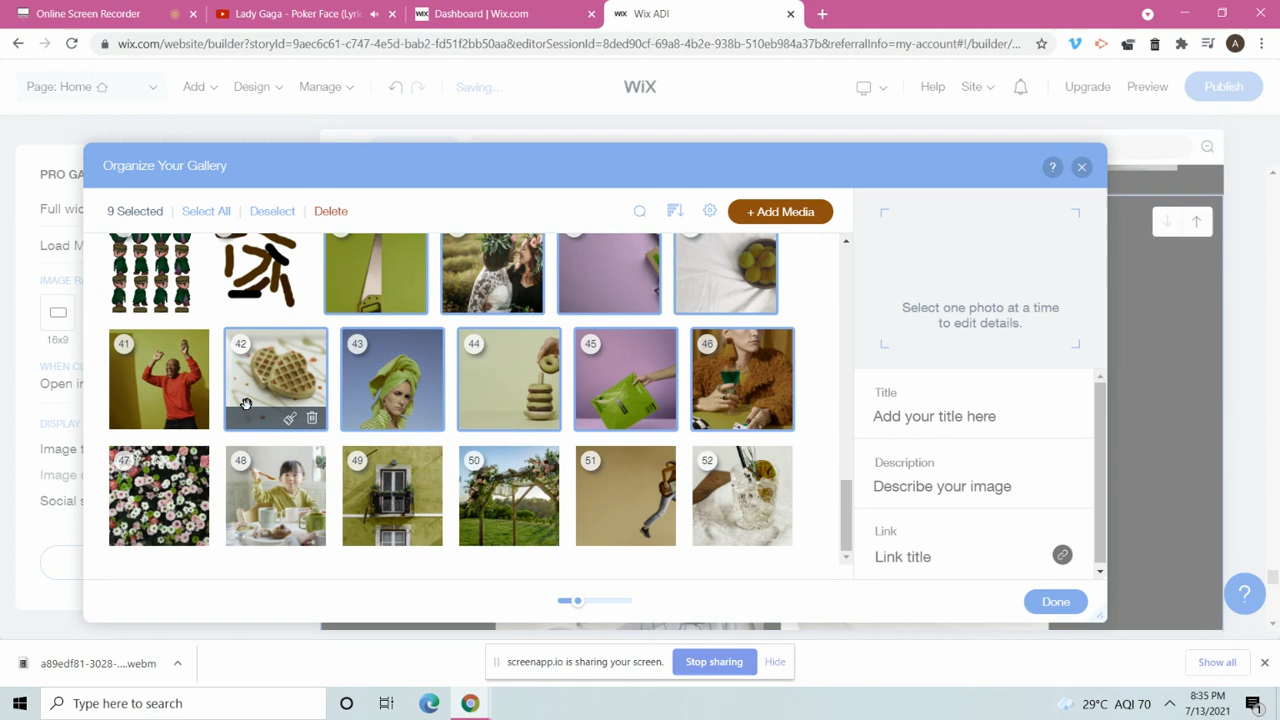 Online Screen Recorder
Lady Gaga - Poker Face (Lyric
Dashboard | Wix.com
WiX Wix ADI
wix.com/website/builder?storyId=9aec6c61-c747-4e5d-bab2-fd51f2bb50aa&editorSessionId=8ded90cf-69a8-4b2e-938b-510eb984a367b&referralInfo=my-account#!/builder/...
A
Page: Home
Add
Design
Manage
Saving...
WiX
Help
Site
Upgrade
Preview
Publish
PRO GA
Full wid
Load M
IMAGE RA
16x9
WHEN CL
Open in
DISPLAY
Image t
Image d
Social s
Organize Your Gallery
?
9 Selected
Select All
Deselect
Delete
+ Add Media
41
42
43
44
45
46
47
48
49
50
51
52
Select one photo at a time
to edit details.
Title
Add your title here
Description
Describe your image
Link
Link title
Done
?
a89edf81-3028-....webm
screenapp.io is sharing your screen.
Stop sharing
Hide
Show all
Type here to search
29°C AQI 70
8:35 PM
7/13/2021
1